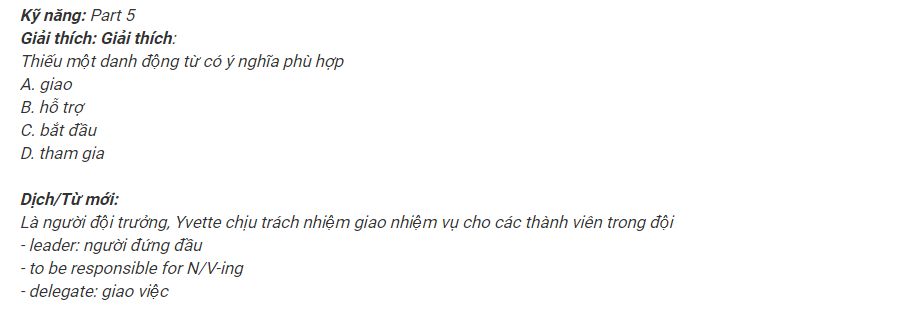 Kỹ năng: Part 5
Giải thích: Giải thích:
Thiếu một danh động từ có ý nghĩa phù hợp
A. giao
B. hỗ trợ
C. bắt đầu
D. tham gia
Dịch/Từ mới:
Là người đội trưởng, Yvette chịu trách nhiệm giao nhiệm vụ cho các thành viên trong đội
- leader: người đứng đầu
- to be responsible for N/V-ing
- delegate: giao việc